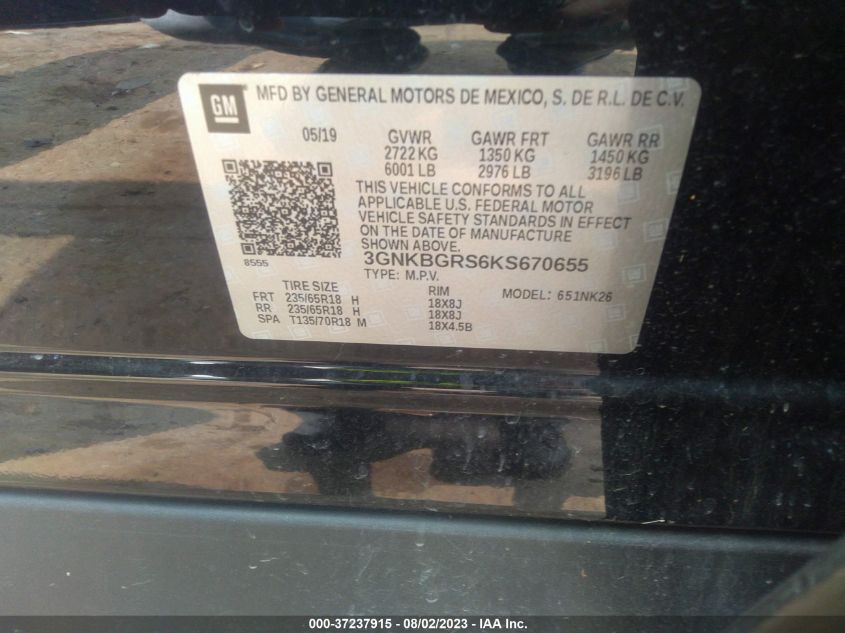 GM MFD BY GENERAL MOTORS DE MEXICO, S. DE R.L. DE C.V.
05/19 GVWR GAWR FRT GAWR RR
2722 KG 1350 KG 1450 KG
6001 LB 2976 LB 3196 LB
THIS VEHICLE CONFORMS TO ALL
APPLICABLE U.S. FEDERAL MOTOR
VEHICLE SAFETY STANDARDS IN EFFECT
ON THE DATE OF MANUFACTURE
SHOWN ABOVE.
8555
3GNKBGRS6KS670655
TYPE: M.P.V.
TIRE SIZE RIM MODEL: 651NK26
FRT 235/65R18 H 18X8J
RR 235/65R18 H 18X8J
SPA T135/70R18 M 18X4.5B
000-37237915 - 08/02/2023 - IAA Inc.